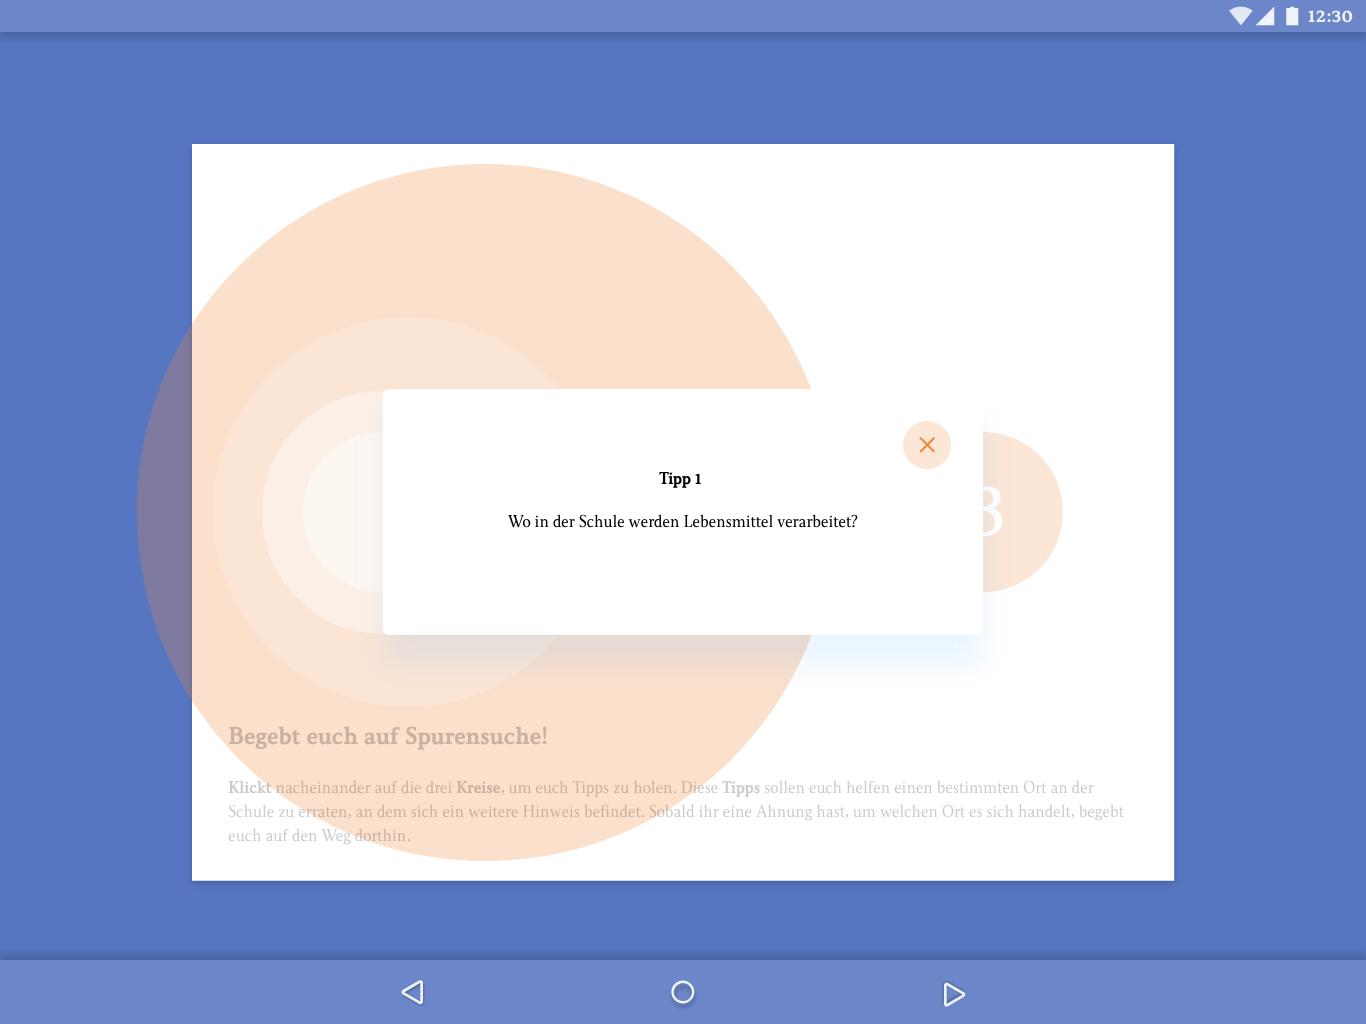 12:30
Tipp 1
Wo in der Schule werden Lebensmittel verarbeitet?
3
Begebt euch auf Spurensuche!
Klickt nacheinander auf die drei Kreise, um euch Tipps zu holen. Diese Tipps sollen euch helfen einen bestimmten Ort an der
Schule zu erraten, an dem sich ein weitere Hinweis befindet. Sobald ihr eine Ahnung hast, um welchen Ort es sich handelt, begebt
euch auf den Weg dorthin.